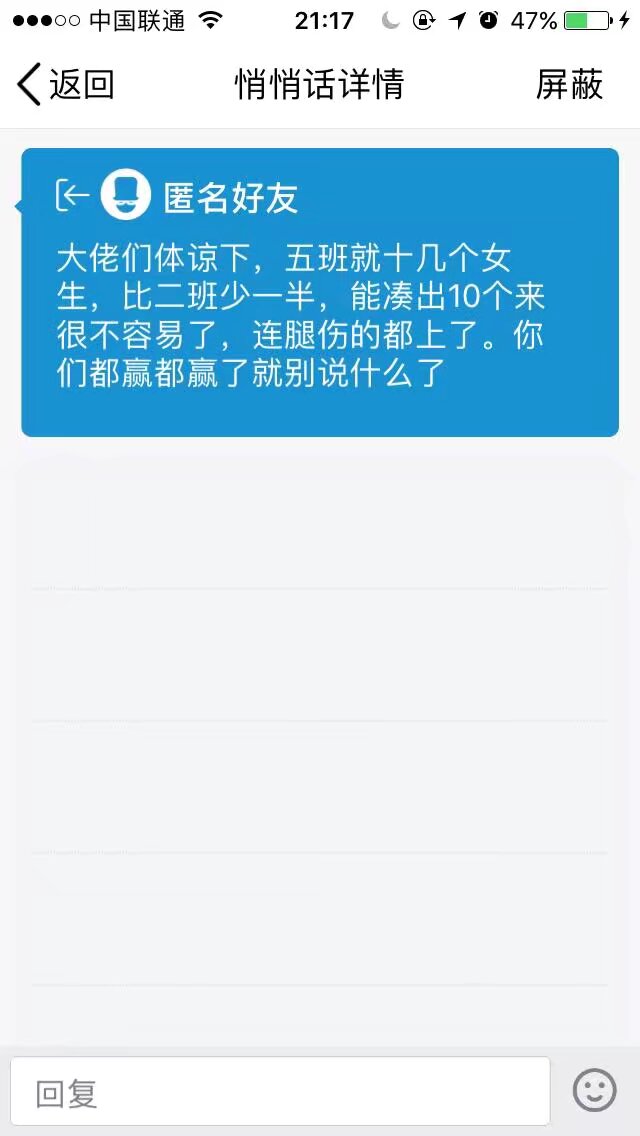 中国联通 21:17 47%
返回 悄悄话详情 屏蔽
匿名好友
大佬们体谅下，五班就十几个女
生，比二班少一半，能凑出10个来
很不容易了，连腿伤的都上了。你
们都赢都赢了就别说什么了
回复